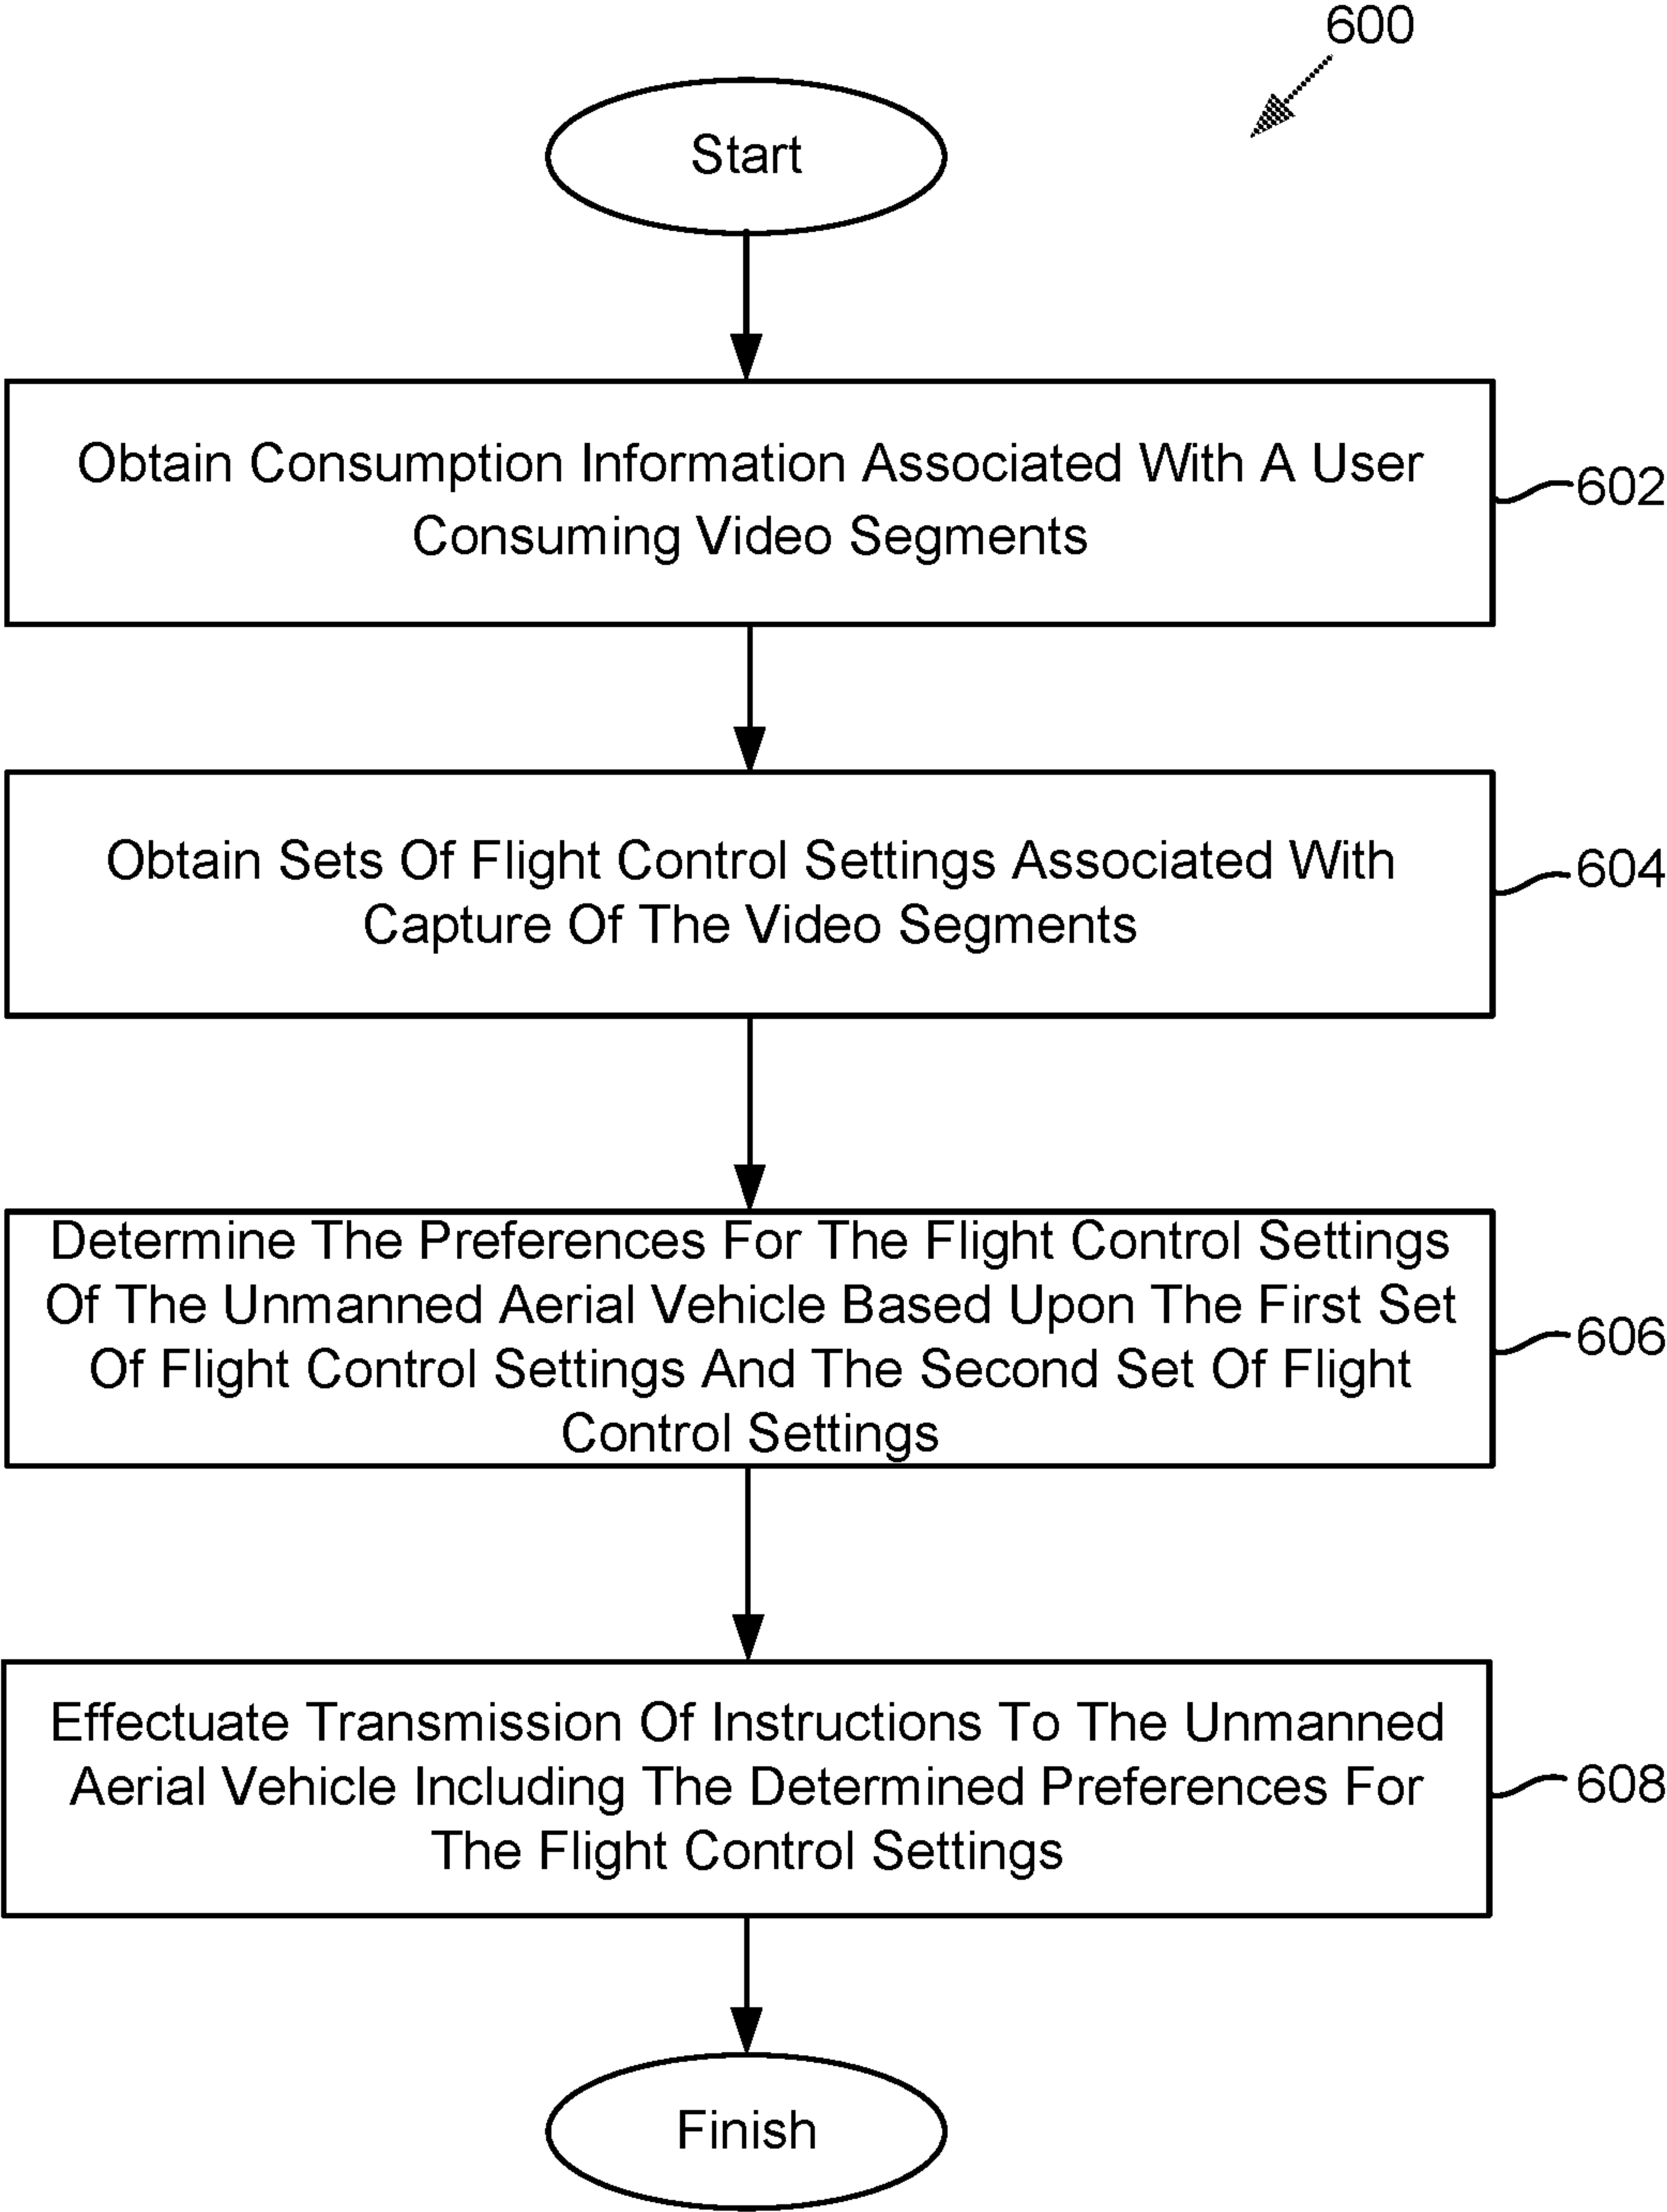 600
Start
Obtain Consumption Information Associated With A User
Consuming Video Segments
602
Obtain Sets Of Flight Control Settings Associated With
Capture Of The Video Segments
604
Determine The Preferences For The Flight Control Settings
Of The Unmanned Aerial Vehicle Based Upon The First Set
Of Flight Control Settings And The Second Set Of Flight
Control Settings
606
Effectuate Transmission Of Instructions To The Unmanned
Aerial Vehicle Including The Determined Preferences For
The Flight Control Settings
608
Finish